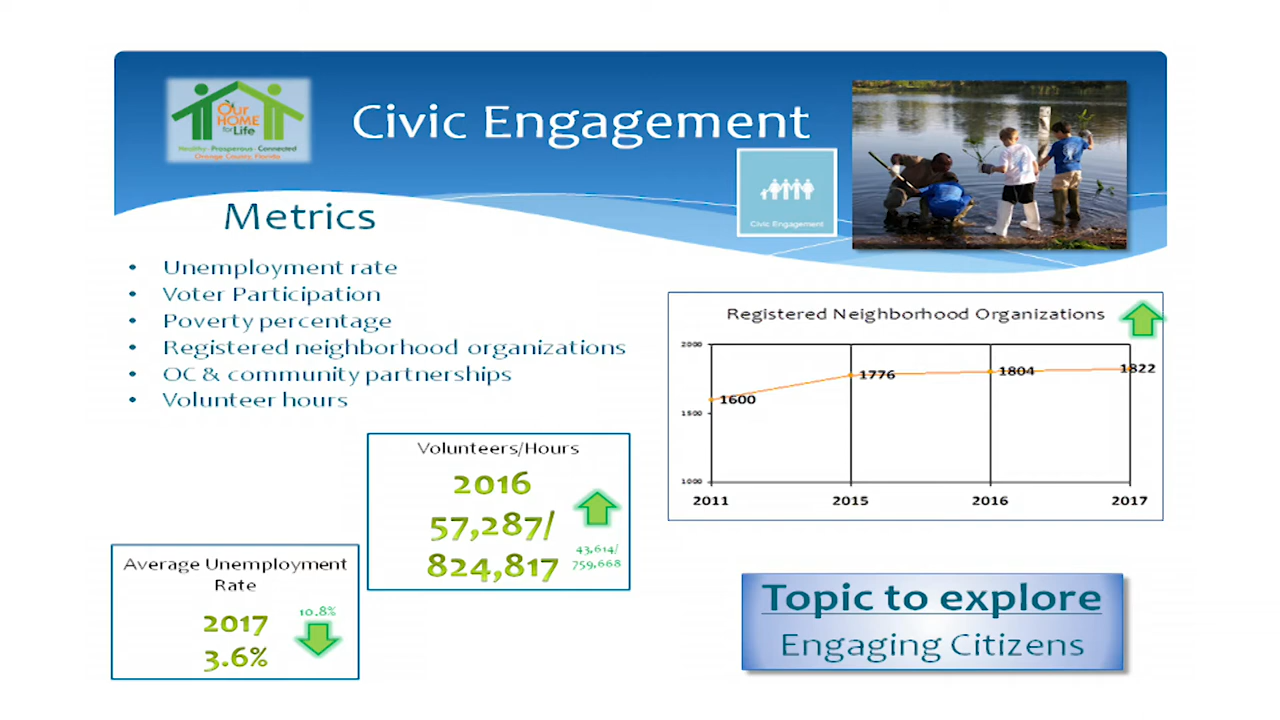 Our
HOME
for Life
Healthy · Prosperous · Connected
Orange County, Florida
Civic Engagement
Civic Engagement
Metrics
• Unemployment rate
• Voter Participation
• Poverty percentage
• Registered neighborhood organizations
• OC & community partnerships
• Volunteer hours
Volunteers/Hours
2016
57,287/
824,817
43,614/
759,668
Average Unemployment
Rate
2017
3.6%
10.8%
Registered Neighborhood Organizations
2000
1500
1000
1600
1776
1804
1822
2011 2015 2016 2017
Topic to explore
Engaging Citizens